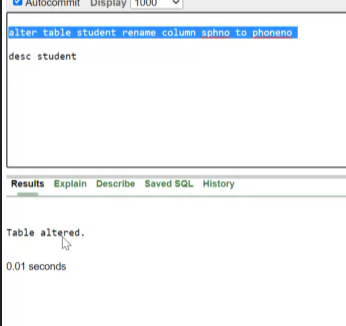 Autocommit Display 1000
alter table student rename column sphno to phoneno
desc student
Results Explain Describe Saved SQL History
Table altered.
0.01 seconds